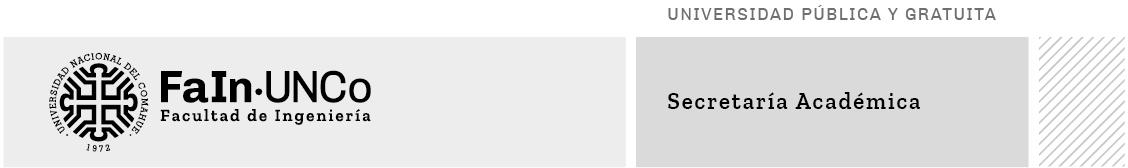 UNIVERSIDAD PÚBLICA Y GRATUITA
UNIVERSIDAD NACIONAL DEL COMAHUE
1972
FaIn·UNCo
Facultad de Ingeniería
Secretaría Académica